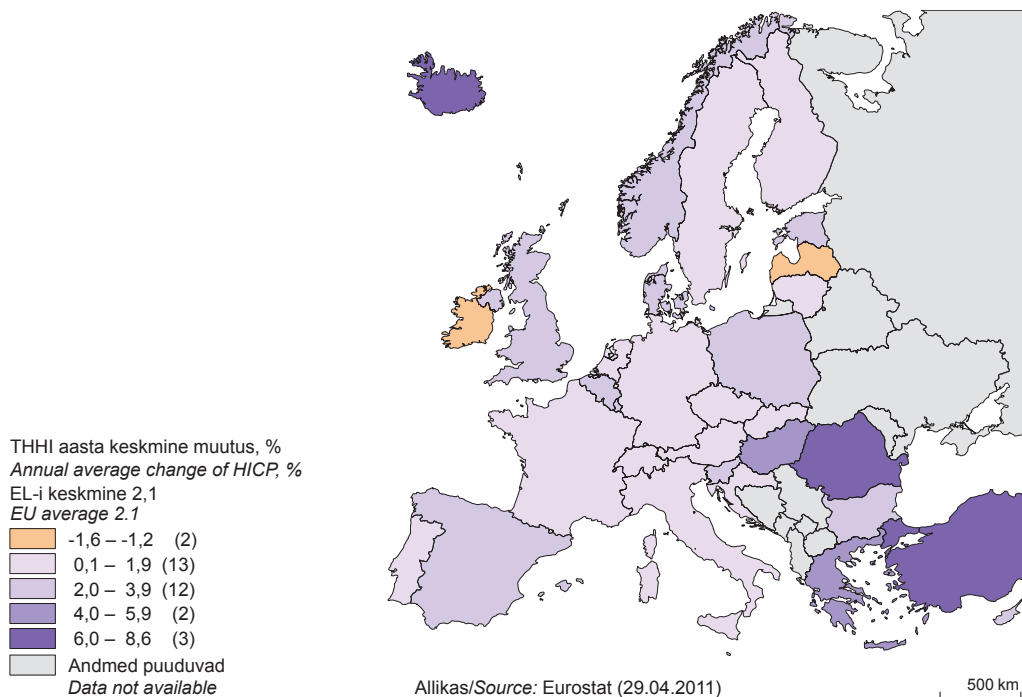 THHI aasta keskmine muutus, %
Annual average change of HICP, %
EL-i keskmine 2,1
EU average 2.1
-1,6 – -1,2 (2)
0,1 – 1,9 (13)
2,0 – 3,9 (12)
4,0 – 5,9 (2)
6,0 – 8,6 (3)
Andmed puuduvad
Data not available
Allikas/Source: Eurostat (29.04.2011)
500 km